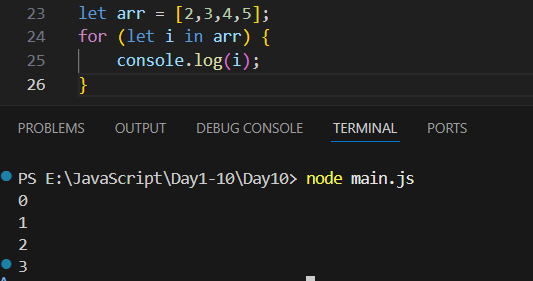 23 let arr = [2,3,4,5];
24 for (let i in arr) {
25 console.log(i);
26 }
PROBLEMS OUTPUT DEBUG CONSOLE TERMINAL PORTS
PS E:\JavaScript\Day1-10\Day10> node main.js
0
1
2
3